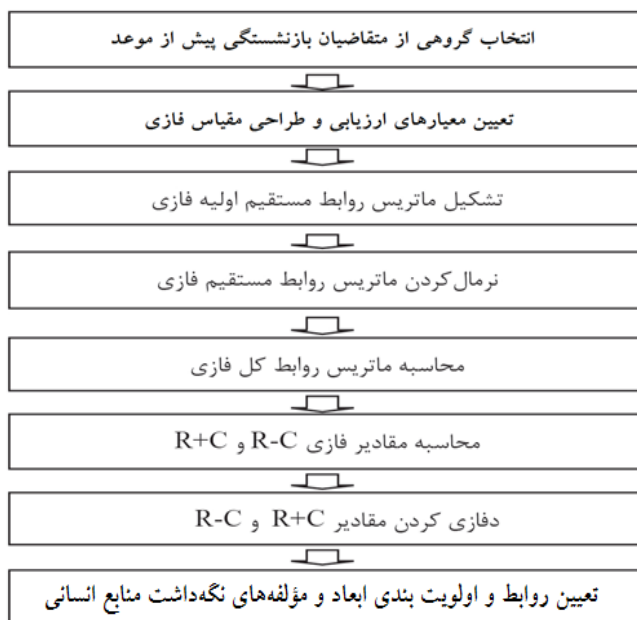 انتخاب گروهی از متقاضیان بازنشستگی پیش از موعد
تعیین معیارهای ارزیابی و طراحی مقیاس فازی
تشکیل ماتریس روابط مستقیم اولیه فازی
نرمال‌کردن ماتریس روابط مستقیم فازی
محاسبه ماتریس روابط کل فازی
محاسبه مقادیر فازی R-C و R+C
دفازی کردن مقادیر R+C و R-C
تعیین روابط و اولویت بندی ابعاد و مؤلفه‌های نگه‌داشت منابع انسانی